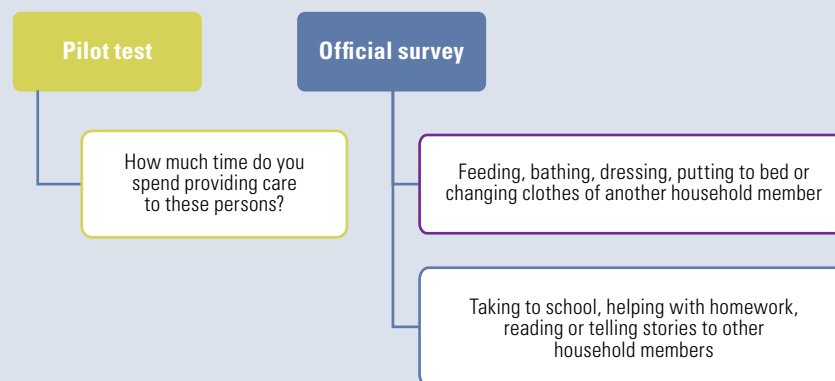 Pilot test
Official survey
How much time do you
spend providing care
to these persons?
Feeding, bathing, dressing, putting to bed or
changing clothes of another household member
Taking to school, helping with homework,
reading or telling stories to other
household members